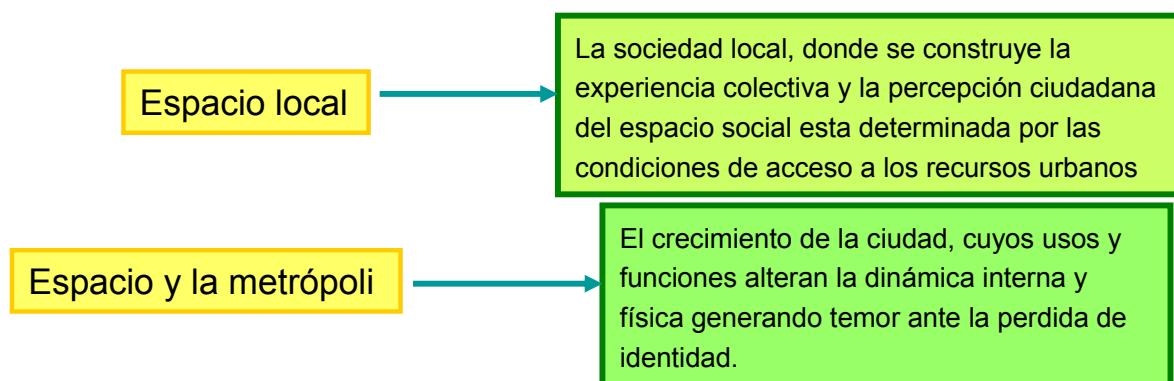 Espacio local
La sociedad local, donde se construye la
experiencia colectiva y la percepción ciudadana
del espacio social esta determinada por las
condiciones de acceso a los recursos urbanos
Espacio y la metrópoli
El crecimiento de la ciudad, cuyos usos y
funciones alteran la dinámica interna y
física generando temor ante la perdida de
identidad.